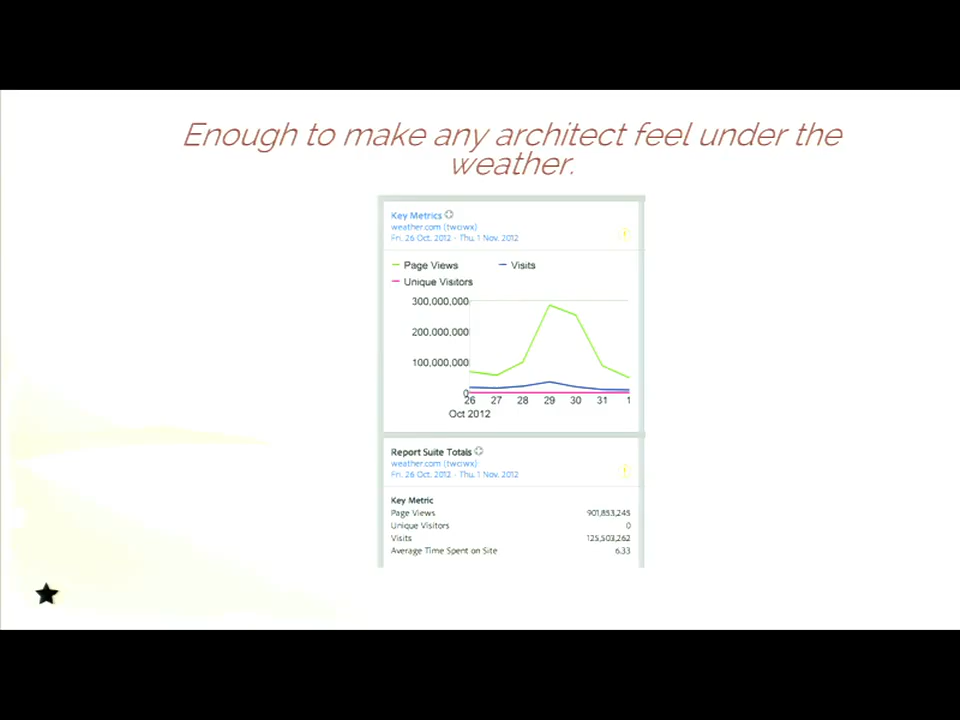 Enough to make any architect feel under the
weather.
Key Metrics
weather.com (twciwx)
Fri. 26 Oct. 2012 - Thu. 1 Nov. 2012
Page Views
Visits
Unique Visitors
300,000,000
200,000,000
100,000,000
0
26 27 28 29 30 31 1
Oct 2012
Report Suite Totals
weather.com (twciwx)
Fri. 26 Oct. 2012 - Thu. 1 Nov. 2012
Key Metric
Page Views 901,853,245
Unique Visitors 0
Visits 125,503,262
Average Time Spent on Site 6.33